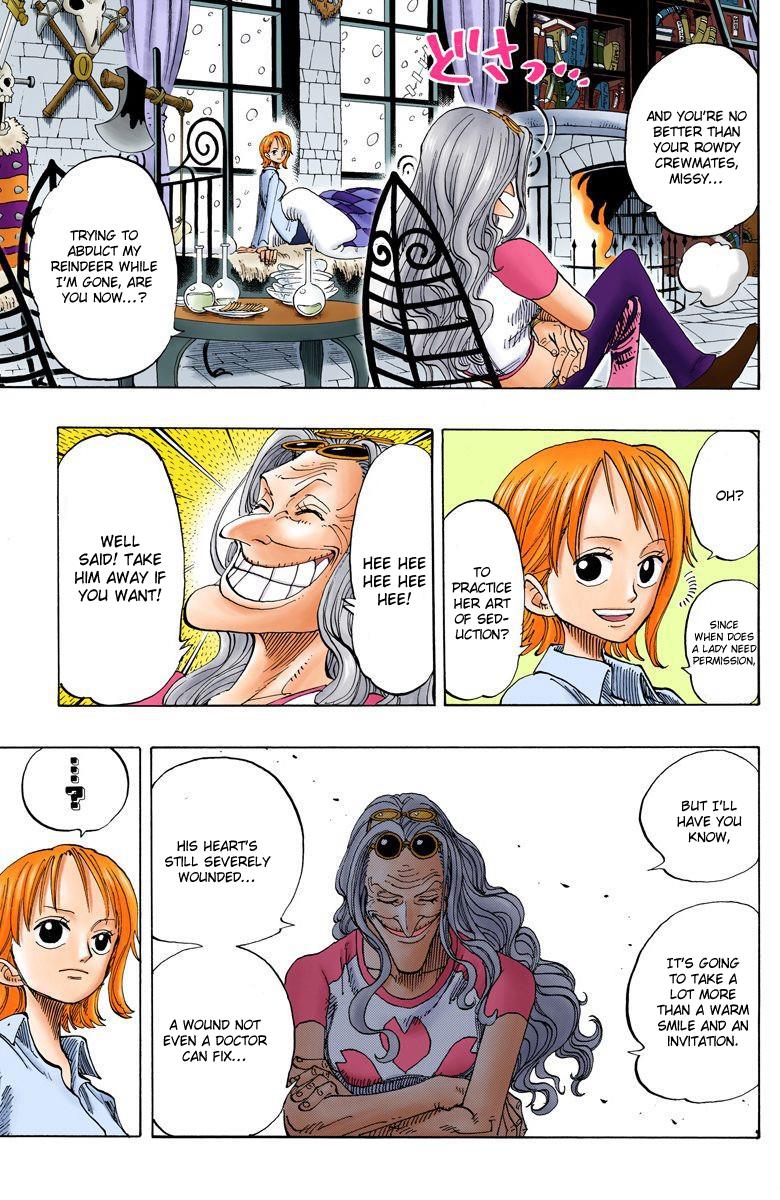 どさっ…
AND YOU'RE NO
BETTER THAN
YOUR ROWDY
CREWMATES,
MISSY...
TRYING TO
ABDUCT MY
REINDEER WHILE
I'M GONE, ARE
YOU NOW...?
OH?
SINCE
WHEN DOES
A LADY NEED
PERMISSION,
TO
PRACTICE
HER ART
OF SED-
UCTION?
HEE HEE
HEE HEE
HEE!
WELL
SAID! TAKE
HIM AWAY IF
YOU WANT!
BUT I'LL
HAVE YOU
KNOW,
IT'S GOING
TO TAKE A
LOT MORE
THAN A WARM
SMILE AND AN
INVITATION.
HIS HEART'S
STILL SEVERELY
WOUNDED...
A WOUND NOT
EVEN A DOCTOR
CAN FIX...
...?